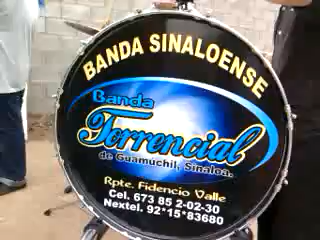 BANDA SINALOENSE
Banda
Torrencial
de Guamúchil, Sinaloa.
Rpte. Fidencio Valle
Cel. 673 85 2-02-30
Nextel. 92*15*83680